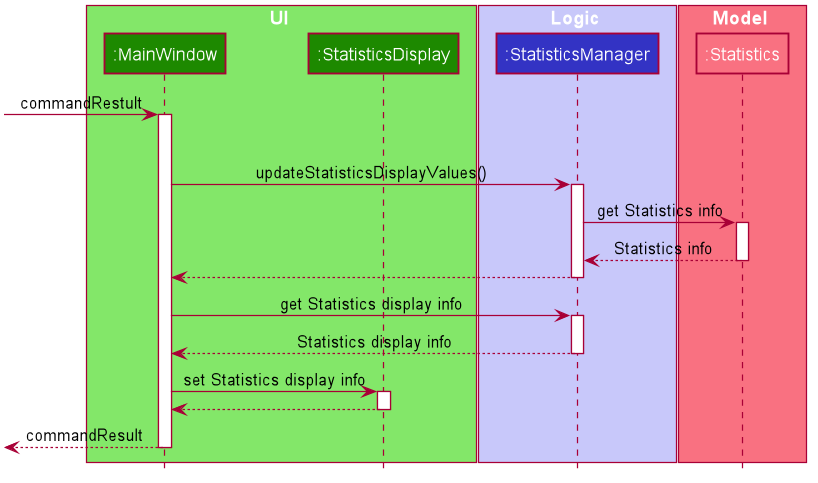 UI
Logic
Model
:MainWindow
:StatisticsDisplay
:StatisticsManager
:Statistics
commandRestult
updateStatisticsDisplayValues()
get Statistics info
Statistics info
get Statistics display info
Statistics display info
set Statistics display info
commandResult